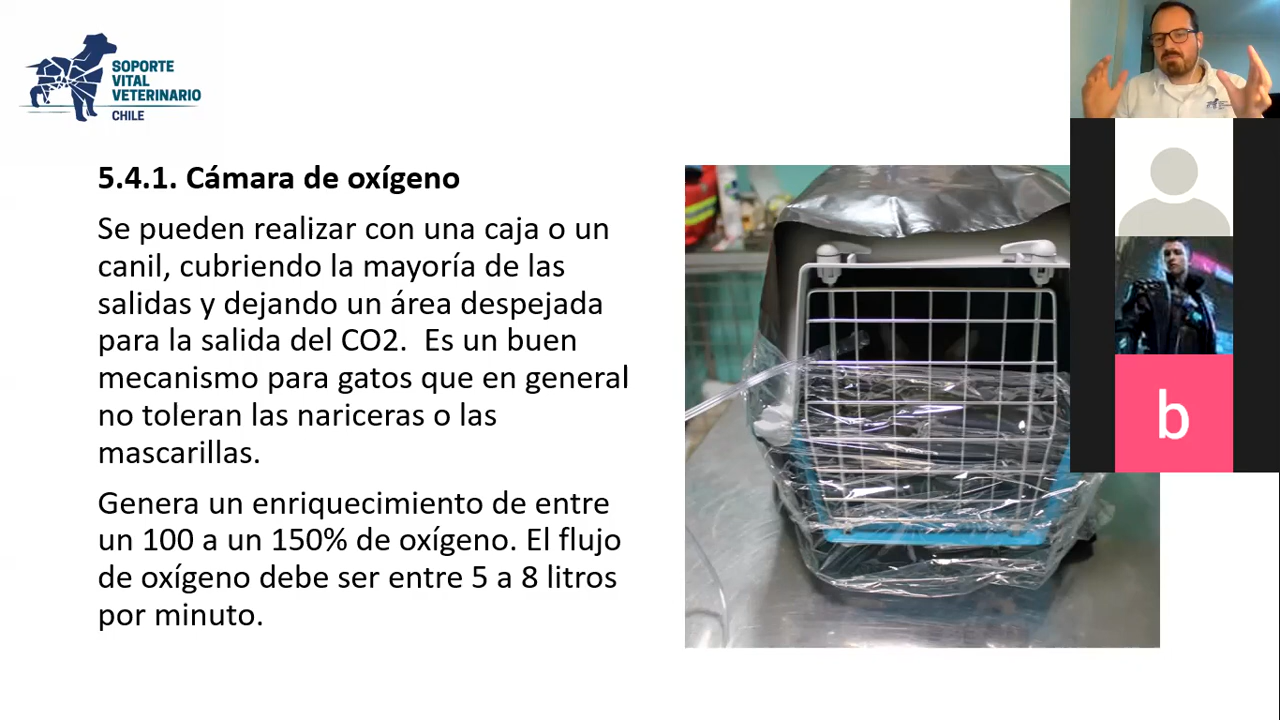 SOPORTE
VITAL
VETERINARIO
CHILE
5.4.1. Cámara de oxígeno
Se pueden realizar con una caja o un
canil, cubriendo la mayoría de las
salidas y dejando un área despejada
para la salida del CO2.  Es un buen
mecanismo para gatos que en general
no toleran las nariceras o las
mascarillas.
Genera un enriquecimiento de entre
un 100 a un 150% de oxígeno. El flujo
de oxígeno debe ser entre 5 a 8 litros
por minuto.
b